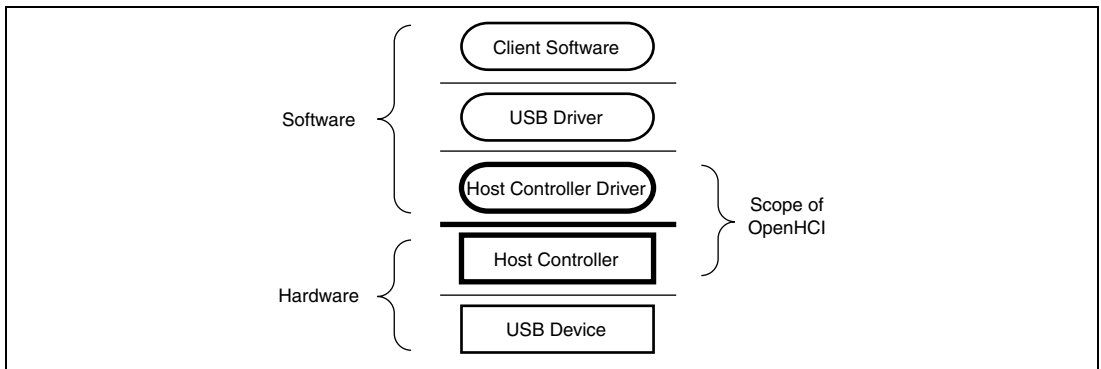 Client Software
Software
USB Driver
Host Controller Driver
Scope of
OpenHCI
Host Controller
Hardware
USB Device